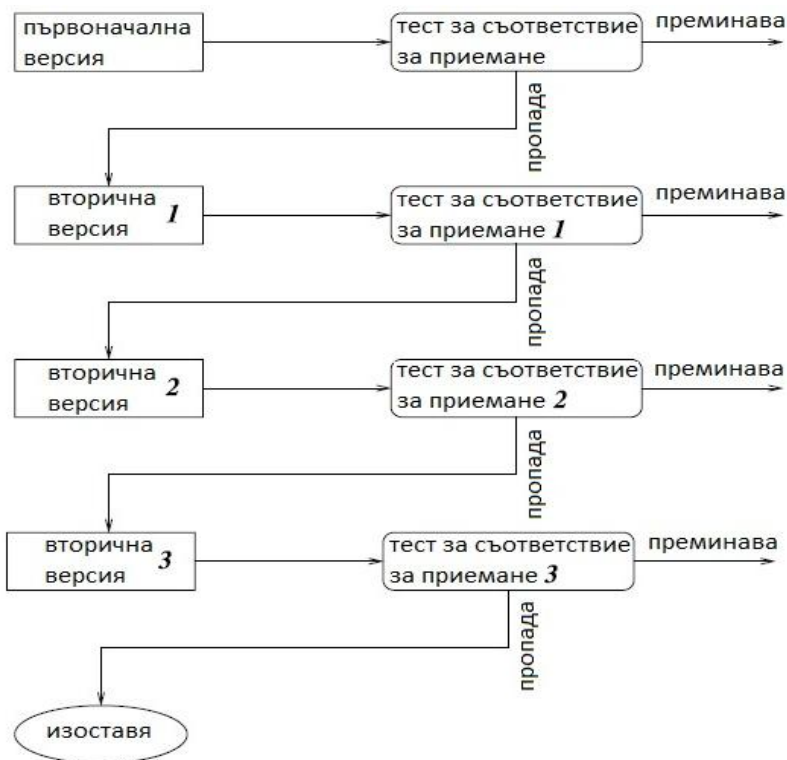 първоначална
версия
тест за съответствие
за приемане
преминава
пропада
вторична
версия 1
тест за съответствие
за приемане 1
преминава
пропада
вторична
версия 2
тест за съответствие
за приемане 2
преминава
пропада
вторична
версия 3
тест за съответствие
за приемане 3
преминава
пропада
изоставя